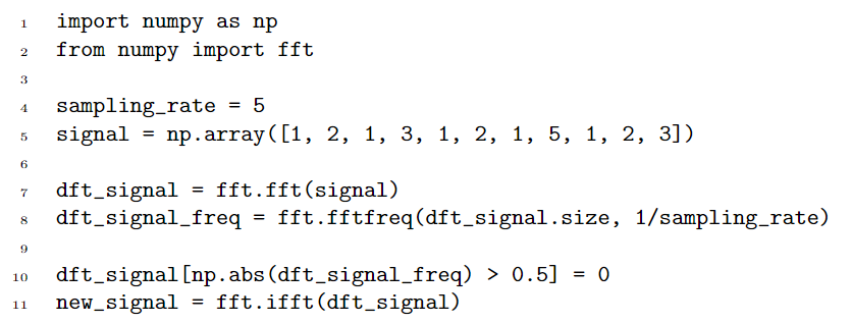 1 import numpy as np
2 from numpy import fft
3
4 sampling_rate = 5
5 signal = np.array([1, 2, 1, 3, 1, 2, 1, 5, 1, 2, 3])
6
7 dft_signal = fft.fft(signal)
8 dft_signal_freq = fft.fftfreq(dft_signal.size, 1/sampling_rate)
9
10 dft_signal[np.abs(dft_signal_freq) > 0.5] = 0
11 new_signal = fft.ifft(dft_signal)